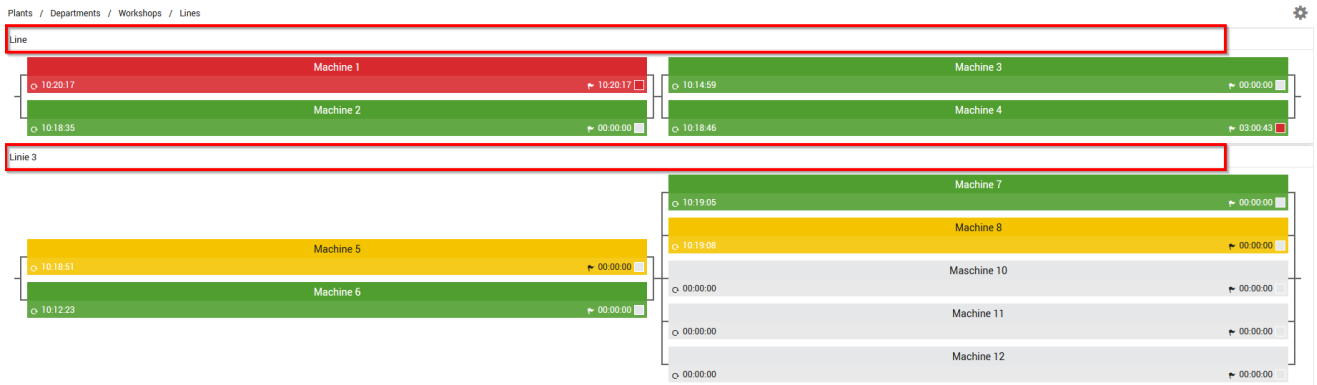 Plants / Departments / Workshops / Lines
Line
Machine 1
10:20:17 10:20:17
Machine 2
10:18:35 00:00:00
Machine 3
10:14:59 00:00:00
Machine 4
10:18:46 03:00:43
Linie 3
Machine 5
10:18:51 00:00:00
Machine 6
10:12:23 00:00:00
Machine 7
10:19:05 00:00:00
Machine 8
10:19:08 00:00:00
Maschine 10
00:00:00 00:00:00
Machine 11
00:00:00 00:00:00
Machine 12
00:00:00 00:00:00